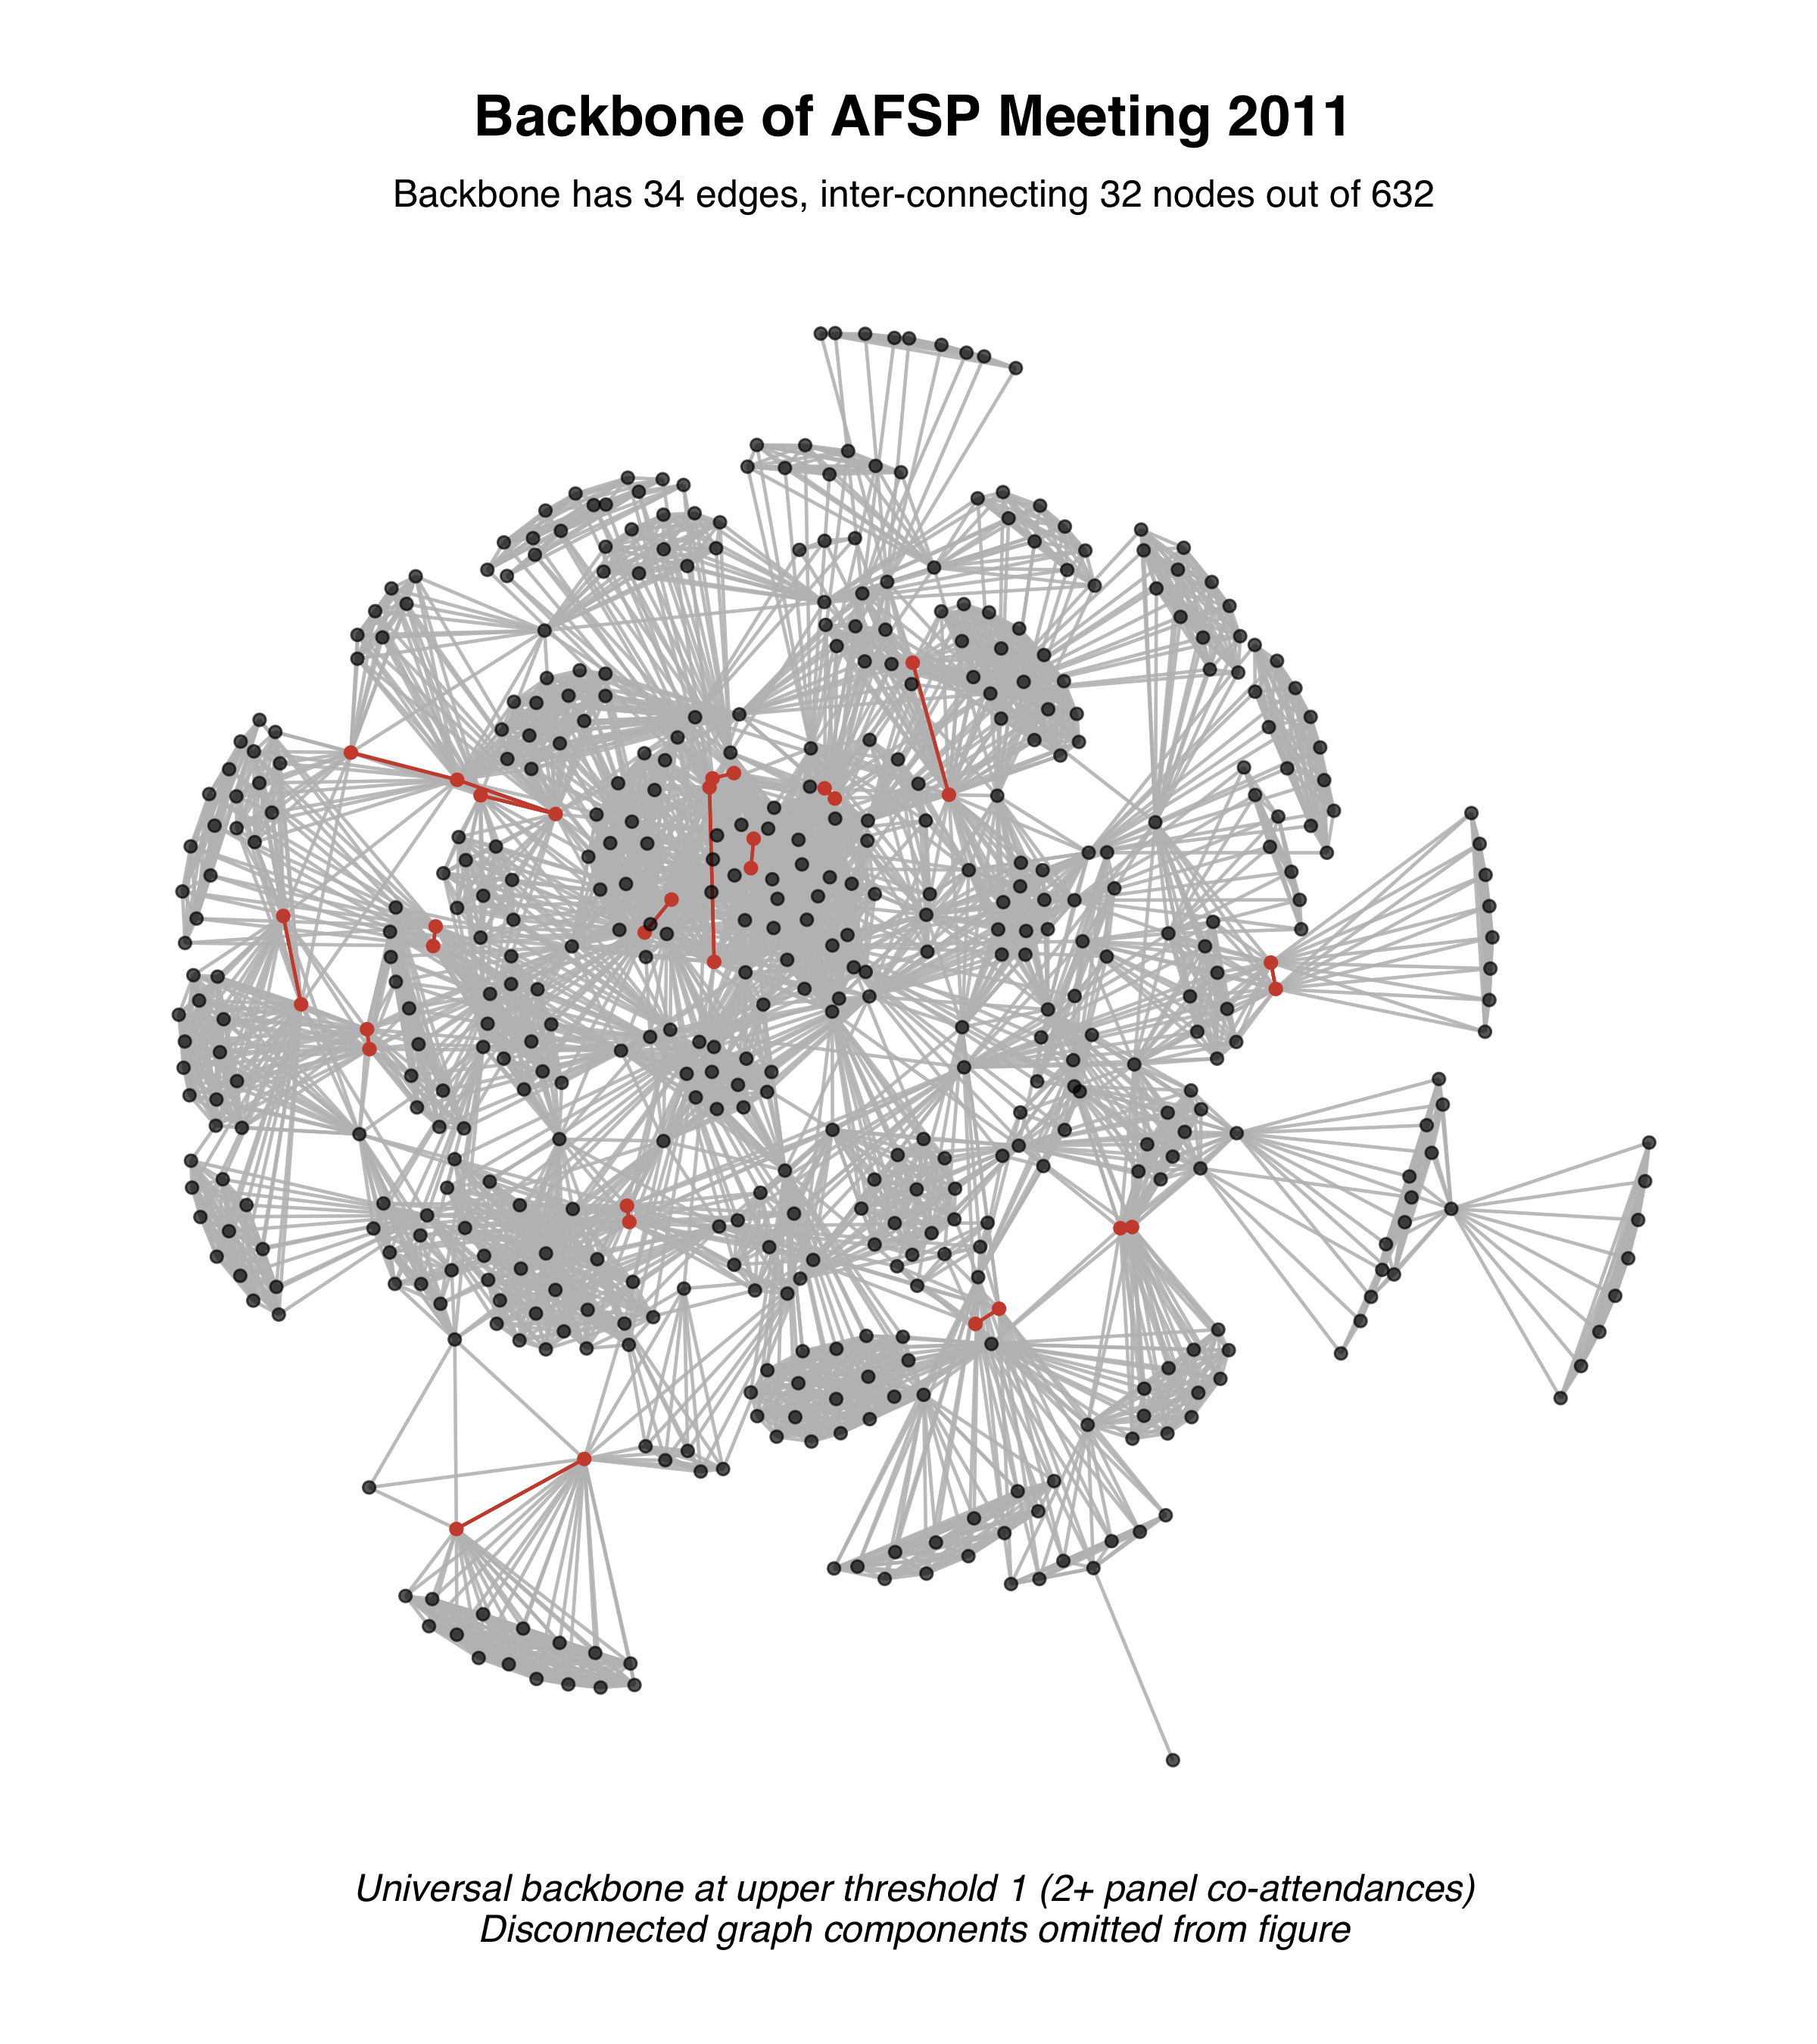 Backbone of AFSP Meeting 2011
Backbone has 34 edges, inter-connecting 32 nodes out of 632
Universal backbone at upper threshold 1 (2+ panel co-attendances)
Disconnected graph components omitted from figure